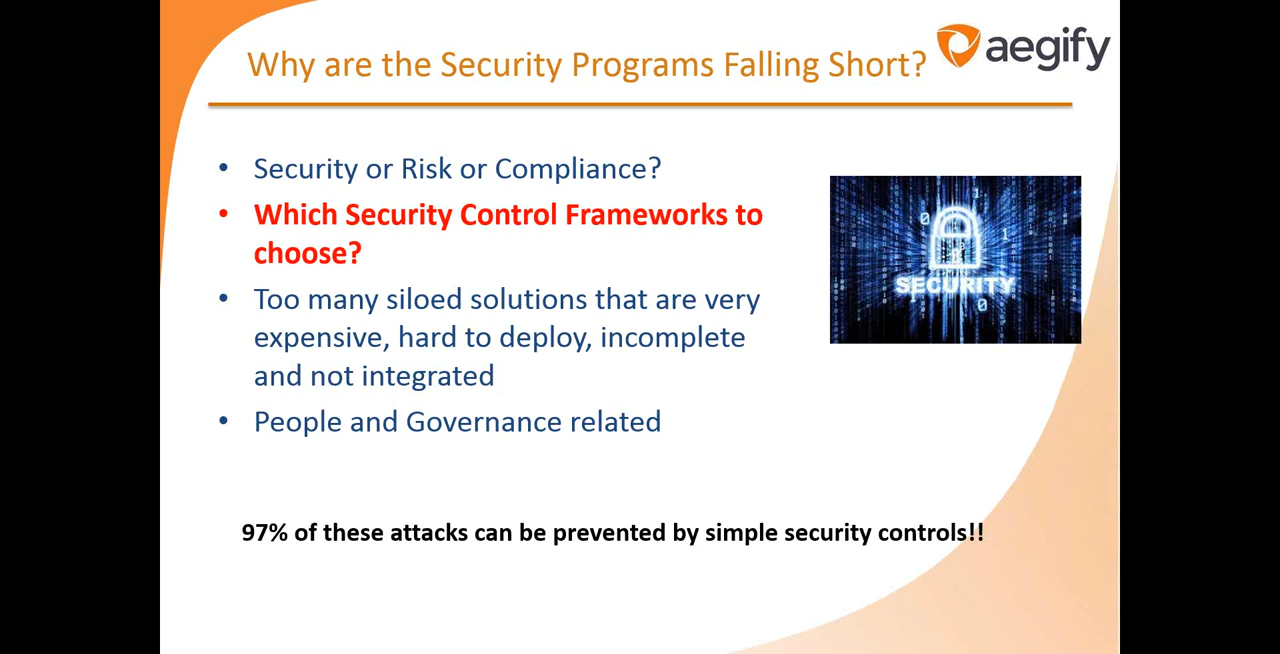 Why are the Security Programs Falling Short?
aegify
• Security or Risk or Compliance?
• Which Security Control Frameworks to
choose?
• Too many siloed solutions that are very
expensive, hard to deploy, incomplete
and not integrated
• People and Governance related
SECURITY
97% of these attacks can be prevented by simple security controls!!